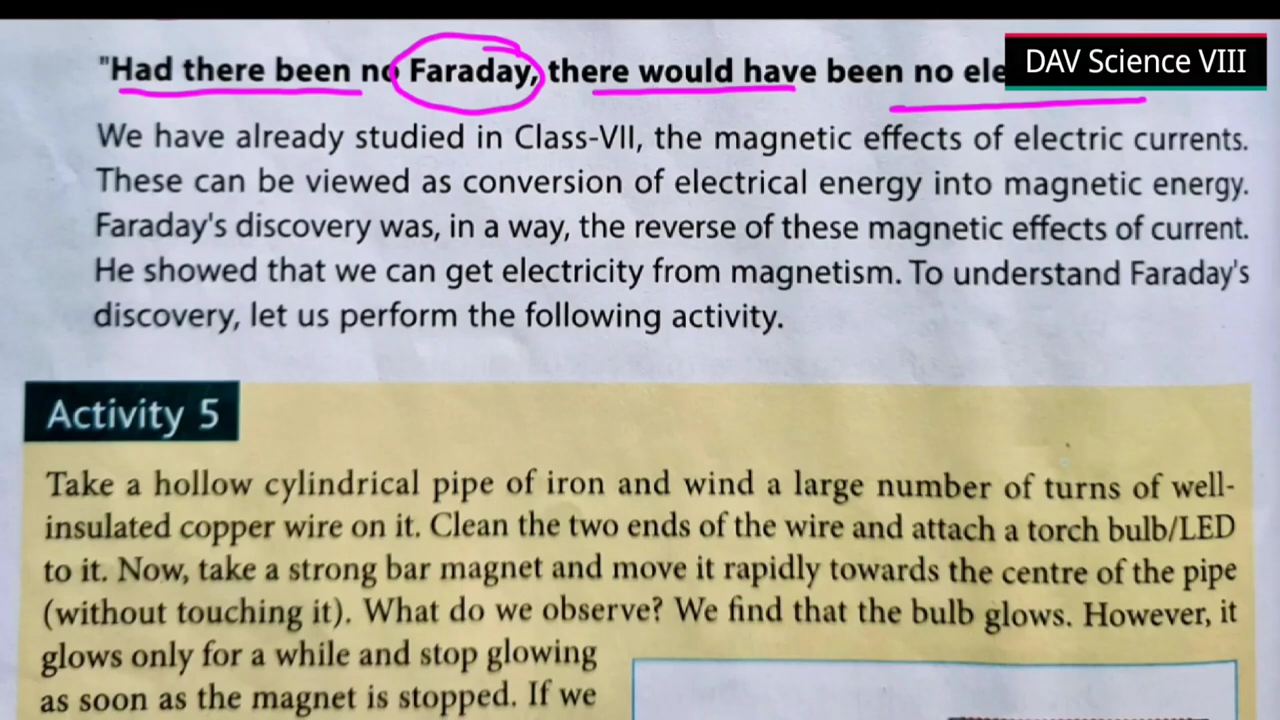 "Had there been no Faraday, there would have been no
DAV Science VIII
We have already studied in Class-VII, the magnetic effects of electric currents.
These can be viewed as conversion of electrical energy into magnetic energy.
Faraday's discovery was, in a way, the reverse of these magnetic effects of current.
He showed that we can get electricity from magnetism. To understand Faraday's
discovery, let us perform the following activity.
Activity 5
Take a hollow cylindrical pipe of iron and wind a large number of turns of well-
insulated copper wire on it. Clean the two ends of the wire and attach a torch bulb/LED
to it. Now, take a strong bar magnet and move it rapidly towards the centre of the pipe
(without touching it). What do we observe? We find that the bulb glows. However, it
glows only for a while and stop glowing
as soon as the magnet is stopped. If we